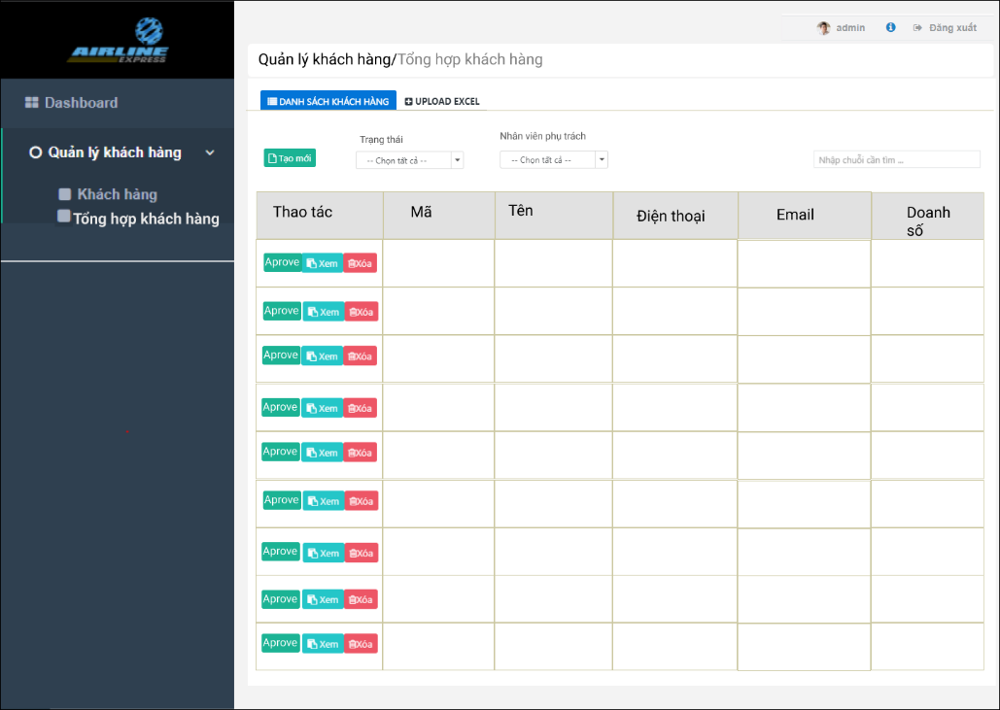 AIRLINE
EXPRESS
admin
Đăng xuất
Quản lý khách hàng/Tổng hợp khách hàng
Dashboard
Quản lý khách hàng
Khách hàng
Tổng hợp khách hàng
DANH SÁCH KHÁCH HÀNG
UPLOAD EXCEL
Tạo mới
Trạng thái
-- Chọn tất cả --
Nhân viên phụ trách
-- Chọn tất cả --
Nhập chuỗi cần tìm ...
Thao tác Mã Tên Điện thoại Email Doanh
số
Aprove Xem Xóa
Aprove Xem Xóa
Aprove Xem Xóa
Aprove Xem Xóa
Aprove Xem Xóa
Aprove Xem Xóa
Aprove Xem Xóa
Aprove Xem Xóa
Aprove Xem Xóa